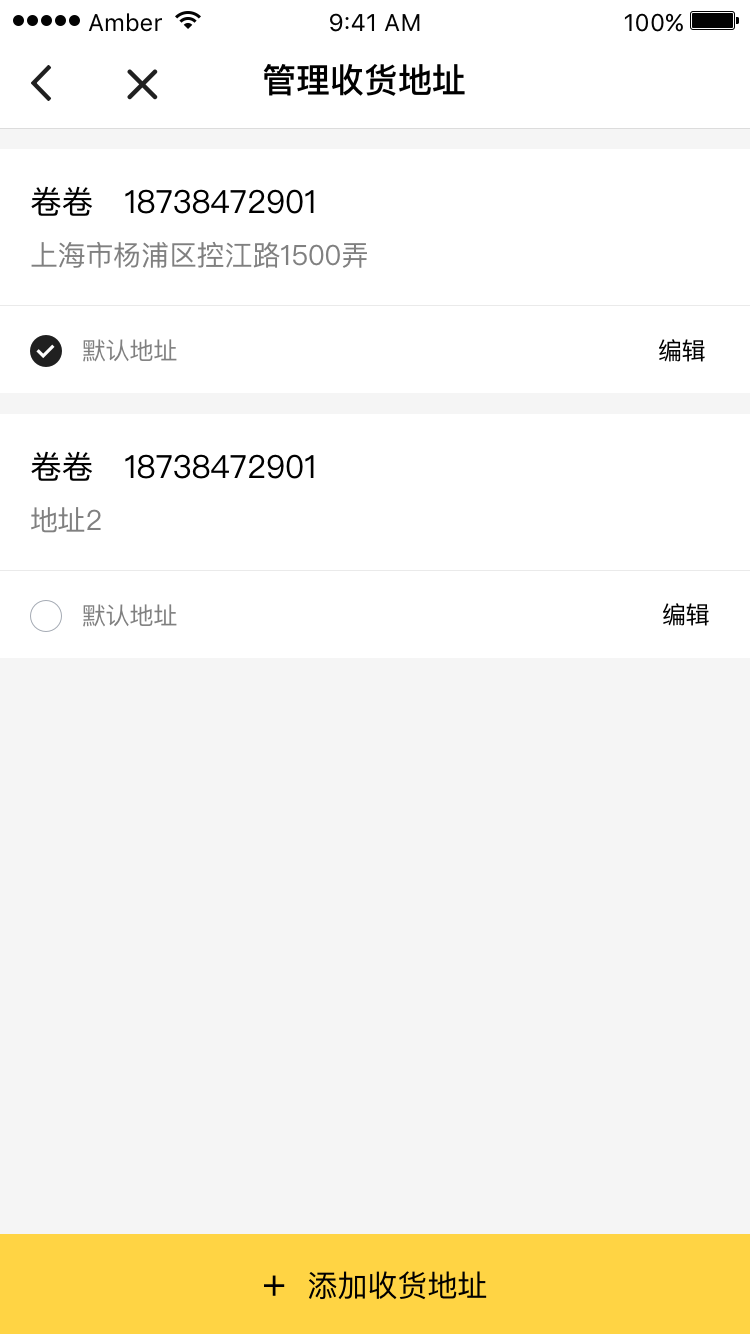 Amber 9:41 AM 100%
管理收货地址
卷卷 18738472901
上海市杨浦区控江路1500弄
默认地址 编辑
卷卷 18738472901
地址2
默认地址 编辑
+ 添加收货地址